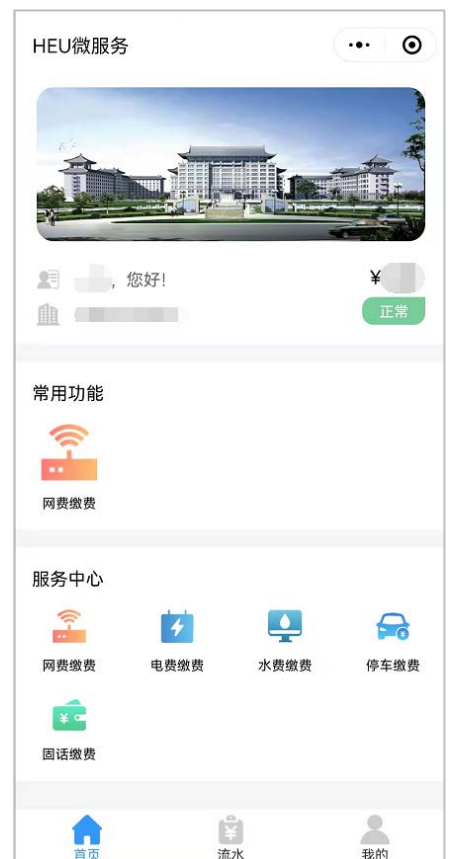 HEU微服务
，您好！
¥
正常
常用功能
网费缴费
服务中心
网费缴费 电费缴费 水费缴费 停车缴费
固话缴费
首页 流水 我的